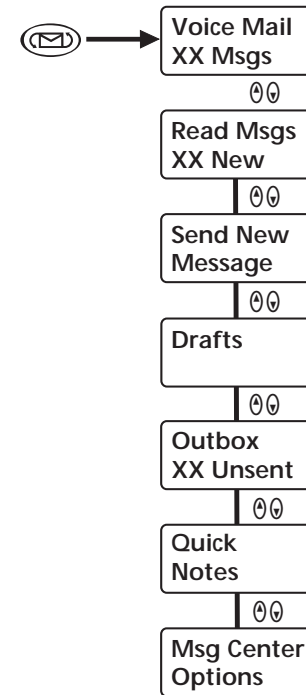 Voice Mail
XX Msgs
Read Msgs
XX New
Send New
Message
Drafts
Outbox
XX Unsent
Quick
Notes
Msg Center
Options